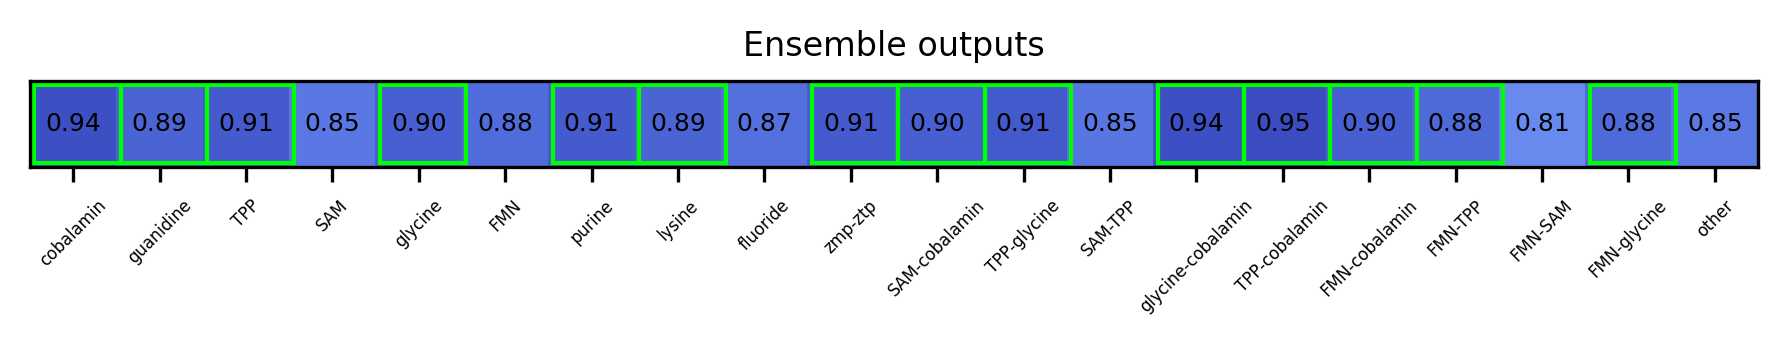 Ensemble outputs
0.94 0.89 0.91 0.85 0.90 0.88 0.91 0.89 0.87 0.91 0.90 0.91 0.85 0.94 0.95 0.90 0.88 0.81 0.88 0.85
cobalamin guanidine TPP SAM glycine FMN purine lysine fluoride zmp-ztp SAM-cobalamin TPP-glycine SAM-TPP glycine-cobalamin TPP-cobalamin FMN-cobalamin FMN-TPP FMN-SAM FMN-glycine other